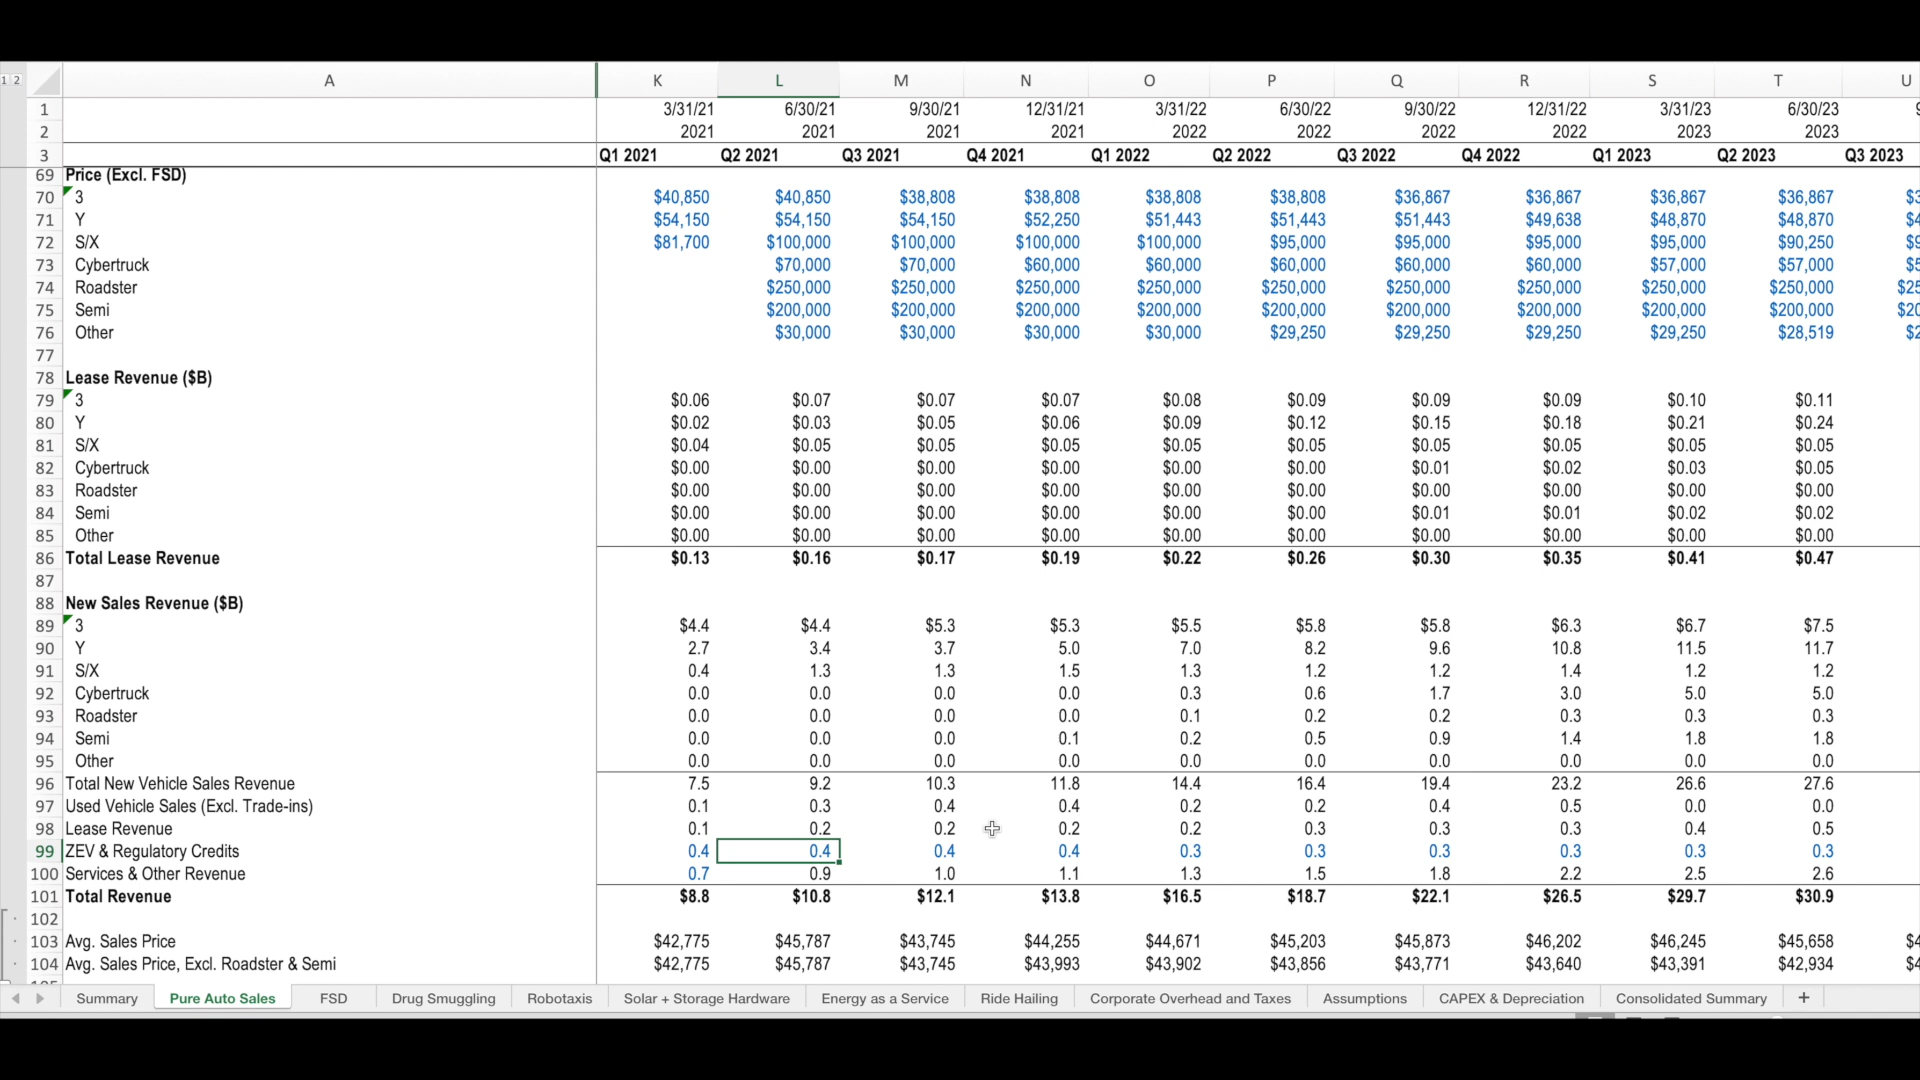 1 2 A K L M N O P Q R S T U
1 3/31/21 6/30/21 9/30/21 12/31/21 3/31/22 6/30/22 9/30/22 12/31/22 3/31/23 6/30/23
2 2021 2021 2021 2021 2022 2022 2022 2022 2023 2023
3 Q1 2021 Q2 2021 Q3 2021 Q4 2021 Q1 2022 Q2 2022 Q3 2022 Q4 2022 Q1 2023 Q2 2023 Q3 2023
69 Price (Excl. FSD)
70 3 $40,850 $40,850 $38,808 $38,808 $38,808 $38,808 $36,867 $36,867 $36,867 $36,867
71 Y $54,150 $54,150 $54,150 $52,250 $51,443 $51,443 $51,443 $49,638 $48,870 $48,870
72 S/X $81,700 $100,000 $100,000 $100,000 $100,000 $95,000 $95,000 $95,000 $95,000 $90,250
73 Cybertruck $70,000 $70,000 $60,000 $60,000 $60,000 $60,000 $60,000 $57,000 $57,000
74 Roadster $250,000 $250,000 $250,000 $250,000 $250,000 $250,000 $250,000 $250,000 $250,000
75 Semi $200,000 $200,000 $200,000 $200,000 $200,000 $200,000 $200,000 $200,000 $200,000
76 Other $30,000 $30,000 $30,000 $30,000 $29,250 $29,250 $29,250 $29,250 $28,519
77
78 Lease Revenue ($B)
79 3 $0.06 $0.07 $0.07 $0.07 $0.08 $0.09 $0.09 $0.09 $0.10 $0.11
80 Y $0.02 $0.03 $0.05 $0.06 $0.09 $0.12 $0.15 $0.18 $0.21 $0.24
81 S/X $0.04 $0.05 $0.05 $0.05 $0.05 $0.05 $0.05 $0.05 $0.05 $0.05
82 Cybertruck $0.00 $0.00 $0.00 $0.00 $0.00 $0.00 $0.01 $0.02 $0.03 $0.05
83 Roadster $0.00 $0.00 $0.00 $0.00 $0.00 $0.00 $0.00 $0.00 $0.00 $0.00
84 Semi $0.00 $0.00 $0.00 $0.00 $0.00 $0.00 $0.01 $0.01 $0.02 $0.02
85 Other $0.00 $0.00 $0.00 $0.00 $0.00 $0.00 $0.00 $0.00 $0.00 $0.00
86 Total Lease Revenue $0.13 $0.16 $0.17 $0.19 $0.22 $0.26 $0.30 $0.35 $0.41 $0.47
87
88 New Sales Revenue ($B)
89 3 $4.4 $4.4 $5.3 $5.3 $5.5 $5.8 $5.8 $6.3 $6.7 $7.5
90 Y 2.7 3.4 3.7 5.0 7.0 8.2 9.6 10.8 11.5 11.7
91 S/X 0.4 1.3 1.3 1.5 1.3 1.2 1.2 1.4 1.2 1.2
92 Cybertruck 0.0 0.0 0.0 0.0 0.3 0.6 1.7 3.0 5.0 5.0
93 Roadster 0.0 0.0 0.0 0.0 0.1 0.2 0.2 0.3 0.3 0.3
94 Semi 0.0 0.0 0.0 0.1 0.2 0.5 0.9 1.4 1.8 1.8
95 Other 0.0 0.0 0.0 0.0 0.0 0.0 0.0 0.0 0.0 0.0
96 Total New Vehicle Sales Revenue 7.5 9.2 10.3 11.8 14.4 16.4 19.4 23.2 26.6 27.6
97 Used Vehicle Sales (Excl. Trade-ins) 0.1 0.3 0.4 0.4 0.2 0.2 0.4 0.5 0.0 0.0
98 Lease Revenue 0.1 0.2 0.2 0.2 0.2 0.3 0.3 0.3 0.4 0.5
99 ZEV & Regulatory Credits 0.4 0.4 0.4 0.4 0.3 0.3 0.3 0.3 0.3 0.3
100 Services & Other Revenue 0.7 0.9 1.0 1.1 1.3 1.5 1.8 2.2 2.5 2.6
101 Total Revenue $8.8 $10.8 $12.1 $13.8 $16.5 $18.7 $22.1 $26.5 $29.7 $30.9
102
103 Avg. Sales Price $42,775 $45,787 $43,745 $44,255 $44,671 $45,203 $45,873 $46,202 $46,245 $45,658
104 Avg. Sales Price, Excl. Roadster & Semi $42,775 $45,787 $43,745 $43,993 $43,902 $43,856 $43,771 $43,640 $43,391 $42,934
Summary Pure Auto Sales FSD Drug Smuggling Robotaxis Solar + Storage Hardware Energy as a Service Ride Hailing Corporate Overhead and Taxes Assumptions CAPEX & Depreciation Consolidated Summary +